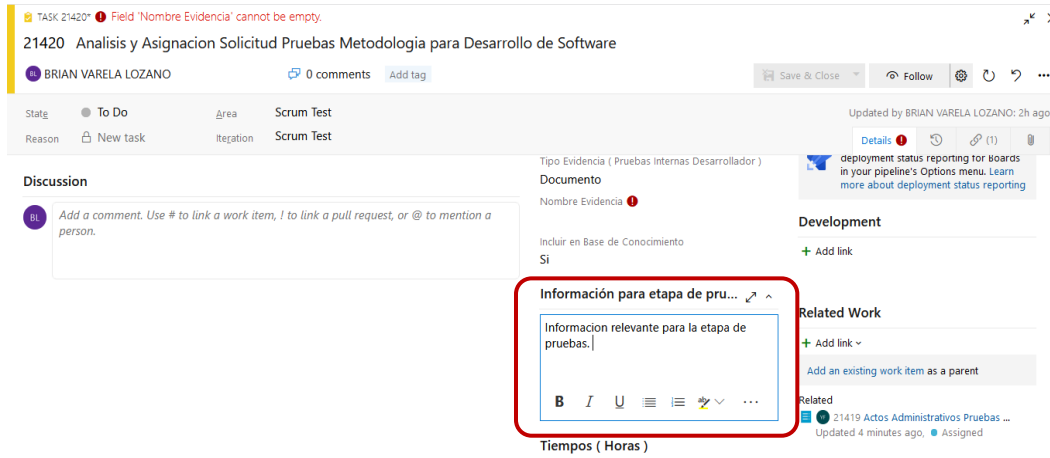 TASK 21420* Field 'Nombre Evidencia' cannot be empty.
21420 Analisis y Asignacion Solicitud Pruebas Metodologia para Desarrollo de Software
BL BRIAN VARELA LOZANO 0 comments Add tag Save & Close Follow
State To Do Area Scrum Test Updated by BRIAN VARELA LOZANO: 2h ago
Reason New task Iteration Scrum Test
Details (1)
Discussion
BL Add a comment. Use # to link a work item, ! to link a pull request, or @ to mention a
person.
Tipo Evidencia ( Pruebas Internas Desarrollador )
Documento
Nombre Evidencia
Incluir en Base de Conocimiento
Si
Información para etapa de pru...
Informacion relevante para la etapa de
pruebas.
B I U ab ...
Tiempos ( Horas )
deployment status reporting for Boards
in your pipeline's Options menu. Learn
more about deployment status reporting
Development
+ Add link
Related Work
+ Add link
Add an existing work item as a parent
Related
21419 Actos Administrativos Pruebas ...
Updated 4 minutes ago, Assigned